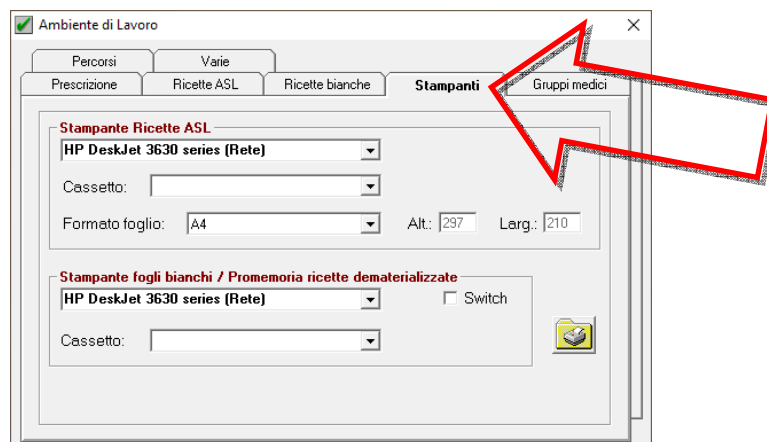 Ambiente di Lavoro
Percorsi Varie
Prescrizione Ricette ASL Ricette bianche Stampanti Gruppi medici
Stampante Ricette ASL
HP DeskJet 3630 series (Rete)
Cassetto:
Formato foglio: A4 Alt.: 297 Larg.: 210
Stampante fogli bianchi / Promemoria ricette dematerializzate
HP DeskJet 3630 series (Rete) Switch
Cassetto: